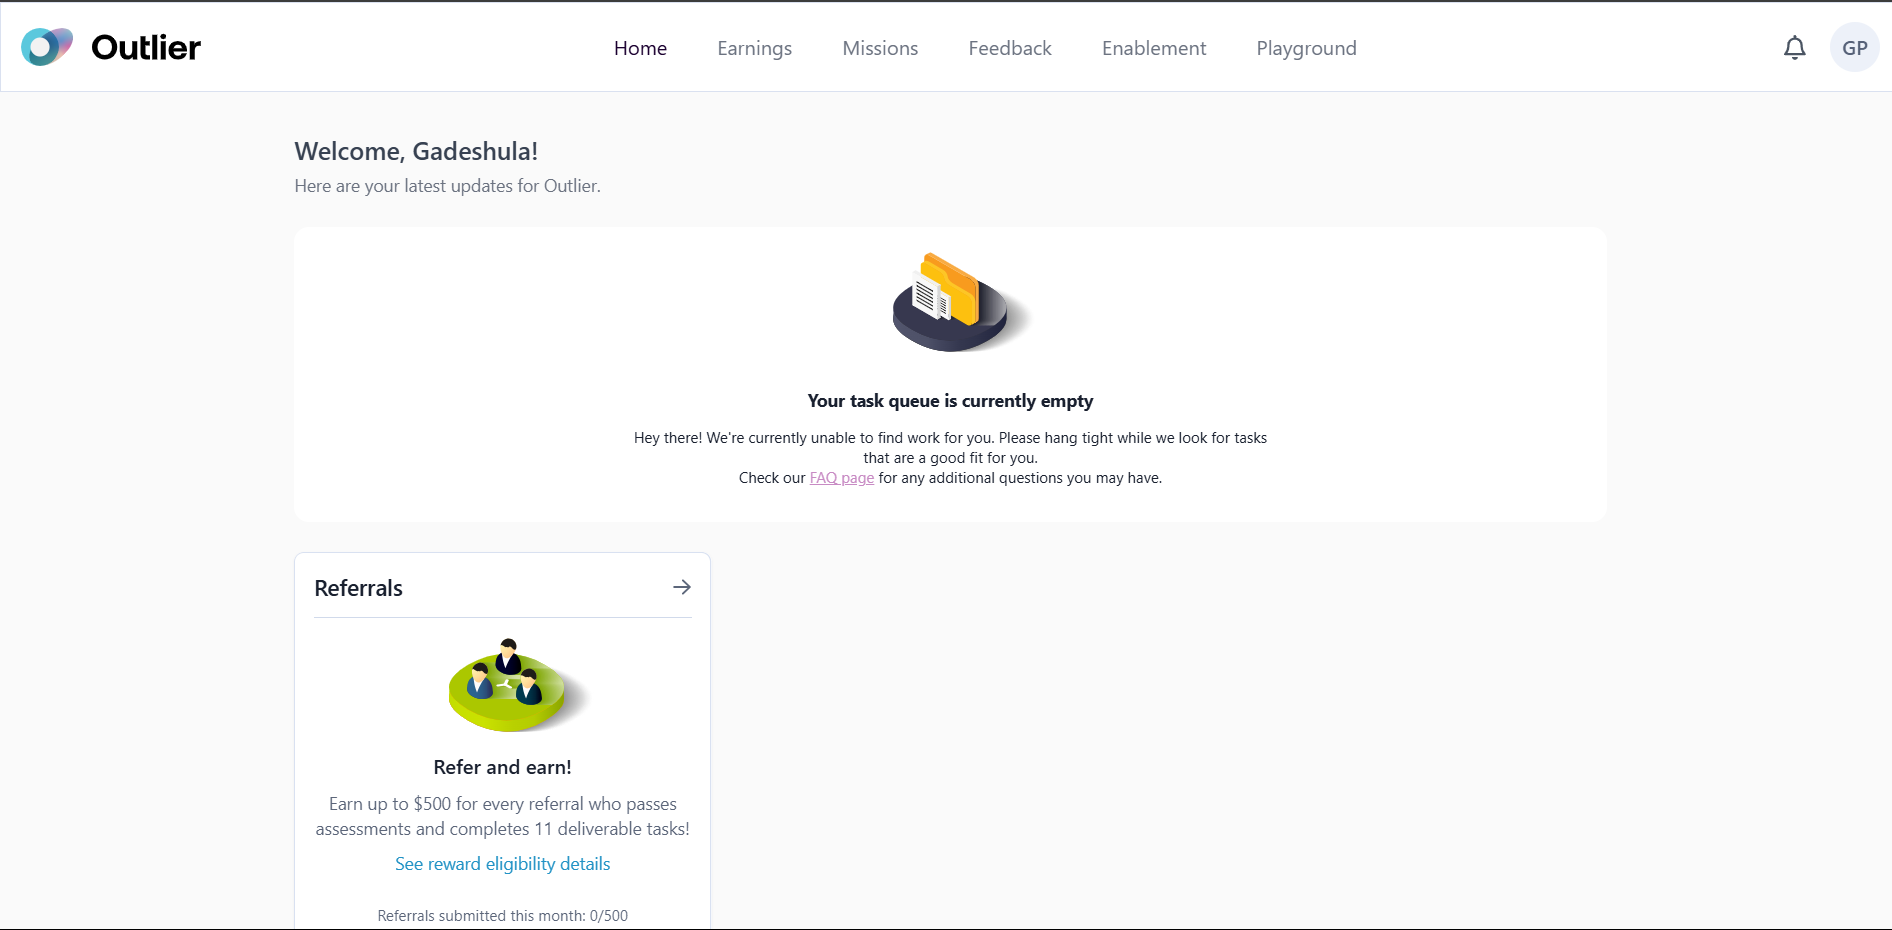 Outlier
Home Earnings Missions Feedback Enablement Playground
GP
Welcome, Gadeshula!
Here are your latest updates for Outlier.
Your task queue is currently empty
Hey there! We're currently unable to find work for you. Please hang tight while we look for tasks
that are a good fit for you.
Check our FAQ page for any additional questions you may have.
Referrals
Refer and earn!
Earn up to $500 for every referral who passes
assessments and completes 11 deliverable tasks!
See reward eligibility details
Referrals submitted this month: 0/500